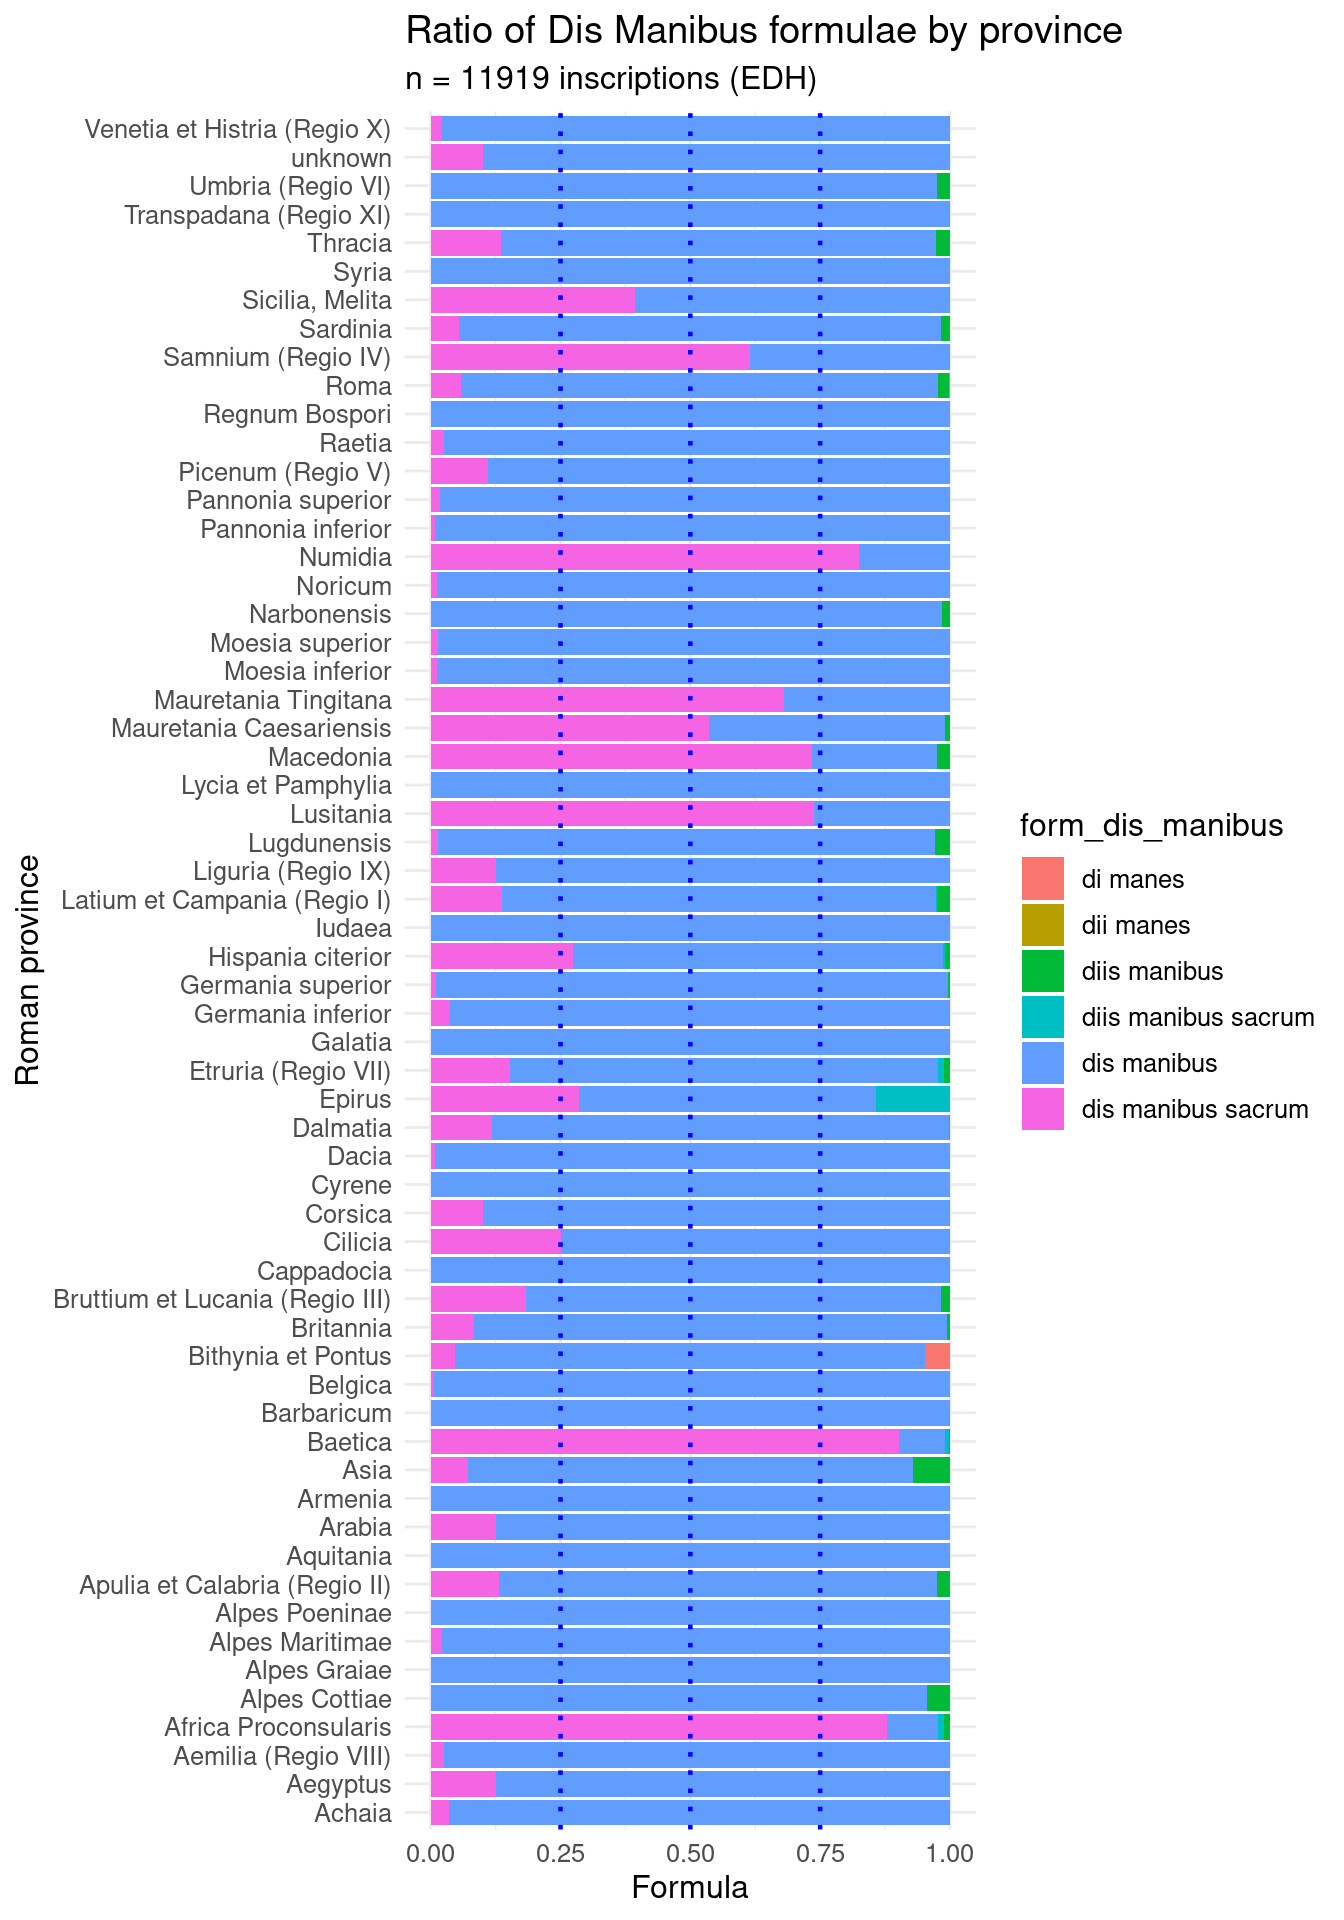 Ratio of Dis Manibus formulae by province
n = 11919 inscriptions (EDH)
Venetia et Histria (Regio X)
unknown
Umbria (Regio VI)
Transpadana (Regio XI)
Thracia
Syria
Sicilia, Melita
Sardinia
Samnium (Regio IV)
Roma
Regnum Bospori
Raetia
Picenum (Regio V)
Pannonia superior
Pannonia inferior
Numidia
Noricum
Narbonensis
Moesia superior
Moesia inferior
Mauretania Tingitana
Mauretania Caesariensis
Macedonia
Lycia et Pamphylia
Lusitania
Lugdunensis
Liguria (Regio IX)
Latium et Campania (Regio I)
Iudaea
Hispania citerior
Germania superior
Germania inferior
Galatia
Etruria (Regio VII)
Epirus
Dalmatia
Dacia
Cyrene
Corsica
Cilicia
Cappadocia
Bruttium et Lucania (Regio III)
Britannia
Bithynia et Pontus
Belgica
Barbaricum
Baetica
Asia
Armenia
Arabia
Aquitania
Apulia et Calabria (Regio II)
Alpes Poeninae
Alpes Maritimae
Alpes Graiae
Alpes Cottiae
Africa Proconsularis
Aemilia (Regio VIII)
Aegyptus
Achaia
Roman province
0.00 0.25 0.50 0.75 1.00
Formula
form_dis_manibus
di manes
dii manes
diis manibus
diis manibus sacrum
dis manibus
dis manibus sacrum